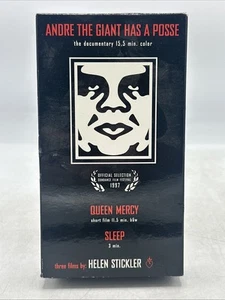 ANDRE THE GIANT HAS A POSSE
the documentary 15.5 min. color
OFFICIAL SELECTION
SUNDANCE FILM FESTIVAL
1997
QUEEN MERCY
short film 11.5 min. b&w
SLEEP
3 min.
three films by: HELEN STICKLER